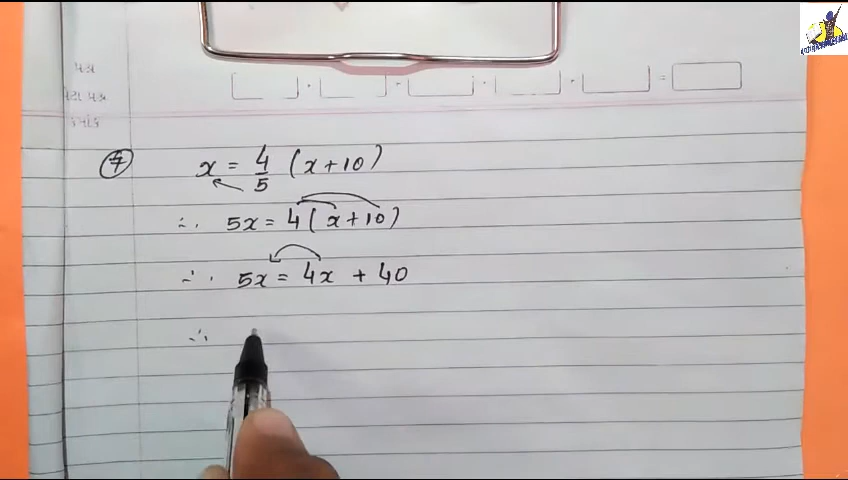 ⑦ x = 4/5 (x+10)
∴ 5x = 4(x+10)
∴ 5x = 4x + 40
∴